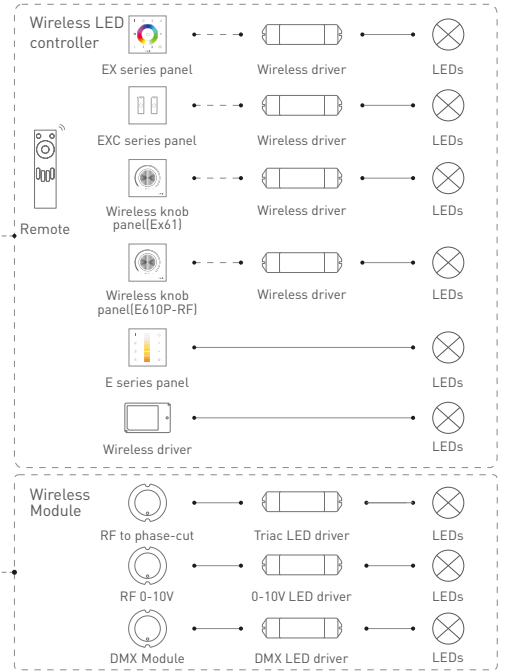 Wireless LED
controller
EX series panel
Wireless driver
LEDs
EXC series panel
Wireless driver
LEDs
Remote
Wireless knob
panel(Ex61)
Wireless driver
LEDs
Wireless knob
panel(E610P-RF)
Wireless driver
LEDs
E series panel
LEDs
Wireless driver
LEDs
Wireless
Module
RF to phase-cut
Triac LED driver
LEDs
RF 0-10V
0-10V LED driver
LEDs
DMX Module
DMX LED driver
LEDs